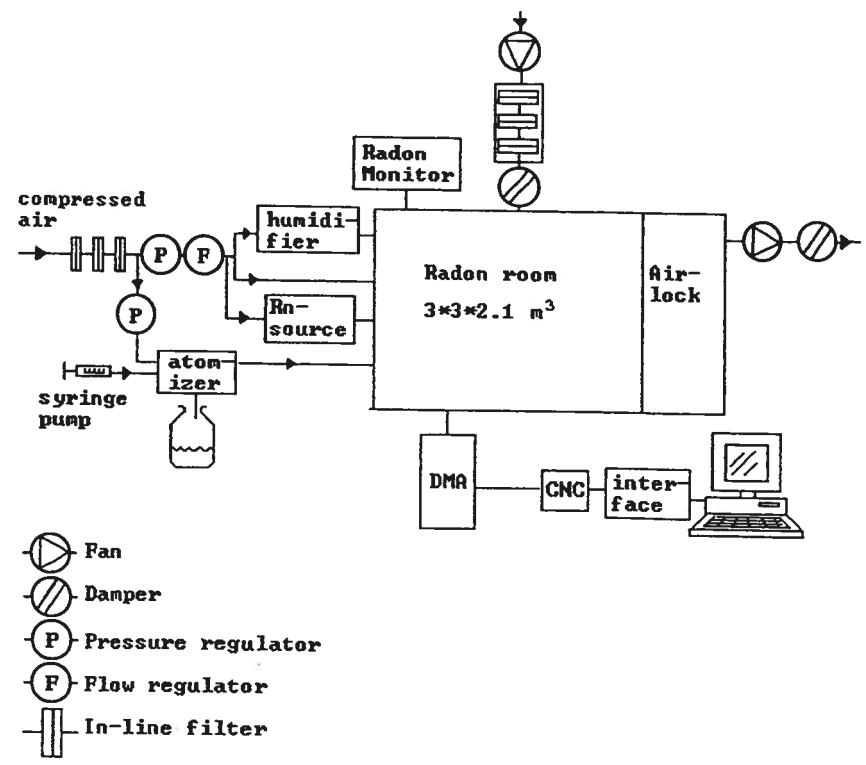 Radon
Monitor
compressed
air
humidi-
fier
P
F
Radon room
3*3*2.1 m³
Air-
lock
Rn-
source
P
atom-
izer
syringe
pump
DMA
CNC
inter-
face
Fan
Damper
P Pressure regulator
F Flow regulator
In-line filter